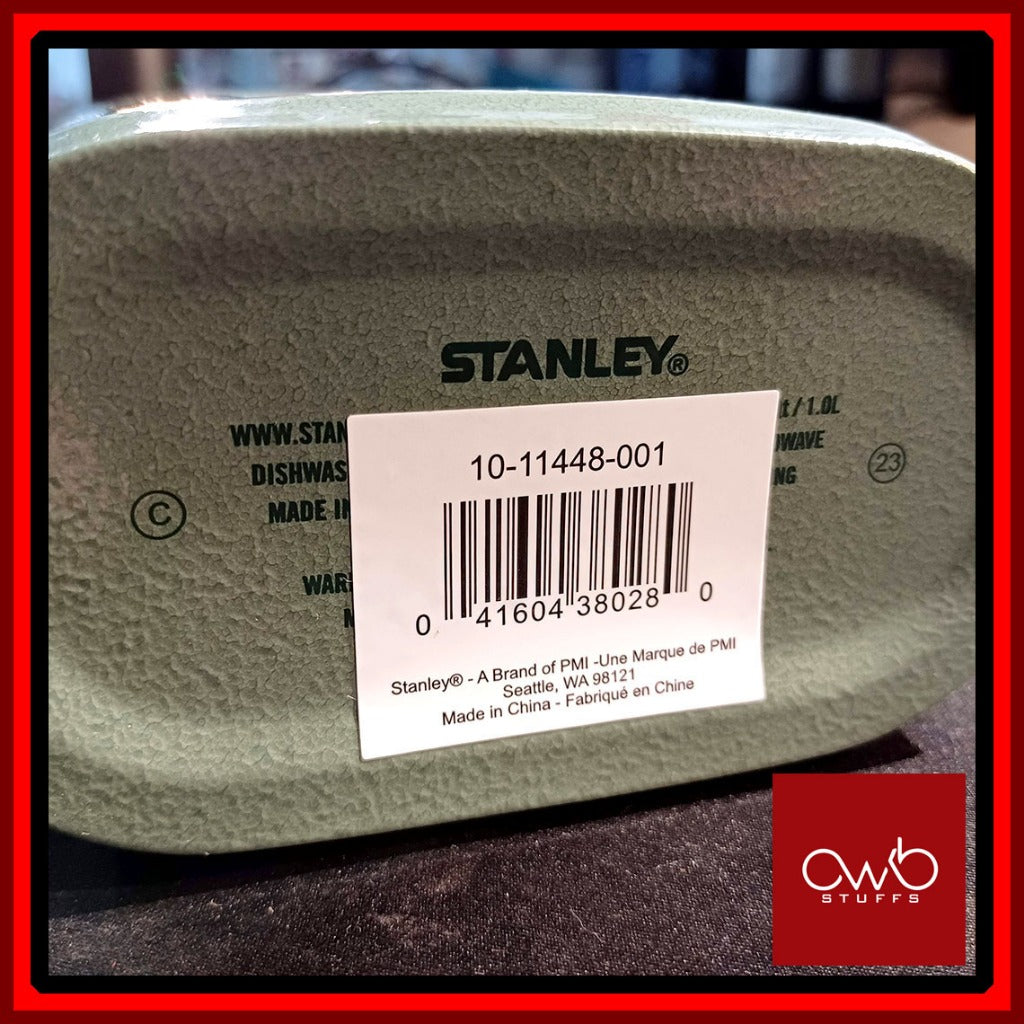 STANLEY®
WWW.STAN
t / 1.0L
DISHWAS
WAVE
MADE IN
NG
C
23
WAR
10-11448-001
0 41604 38028 0
Stanley® - A Brand of PMI -Une Marque de PMI
Seattle, WA 98121
Made in China - Fabriqué en Chine
OWB
STUFFS